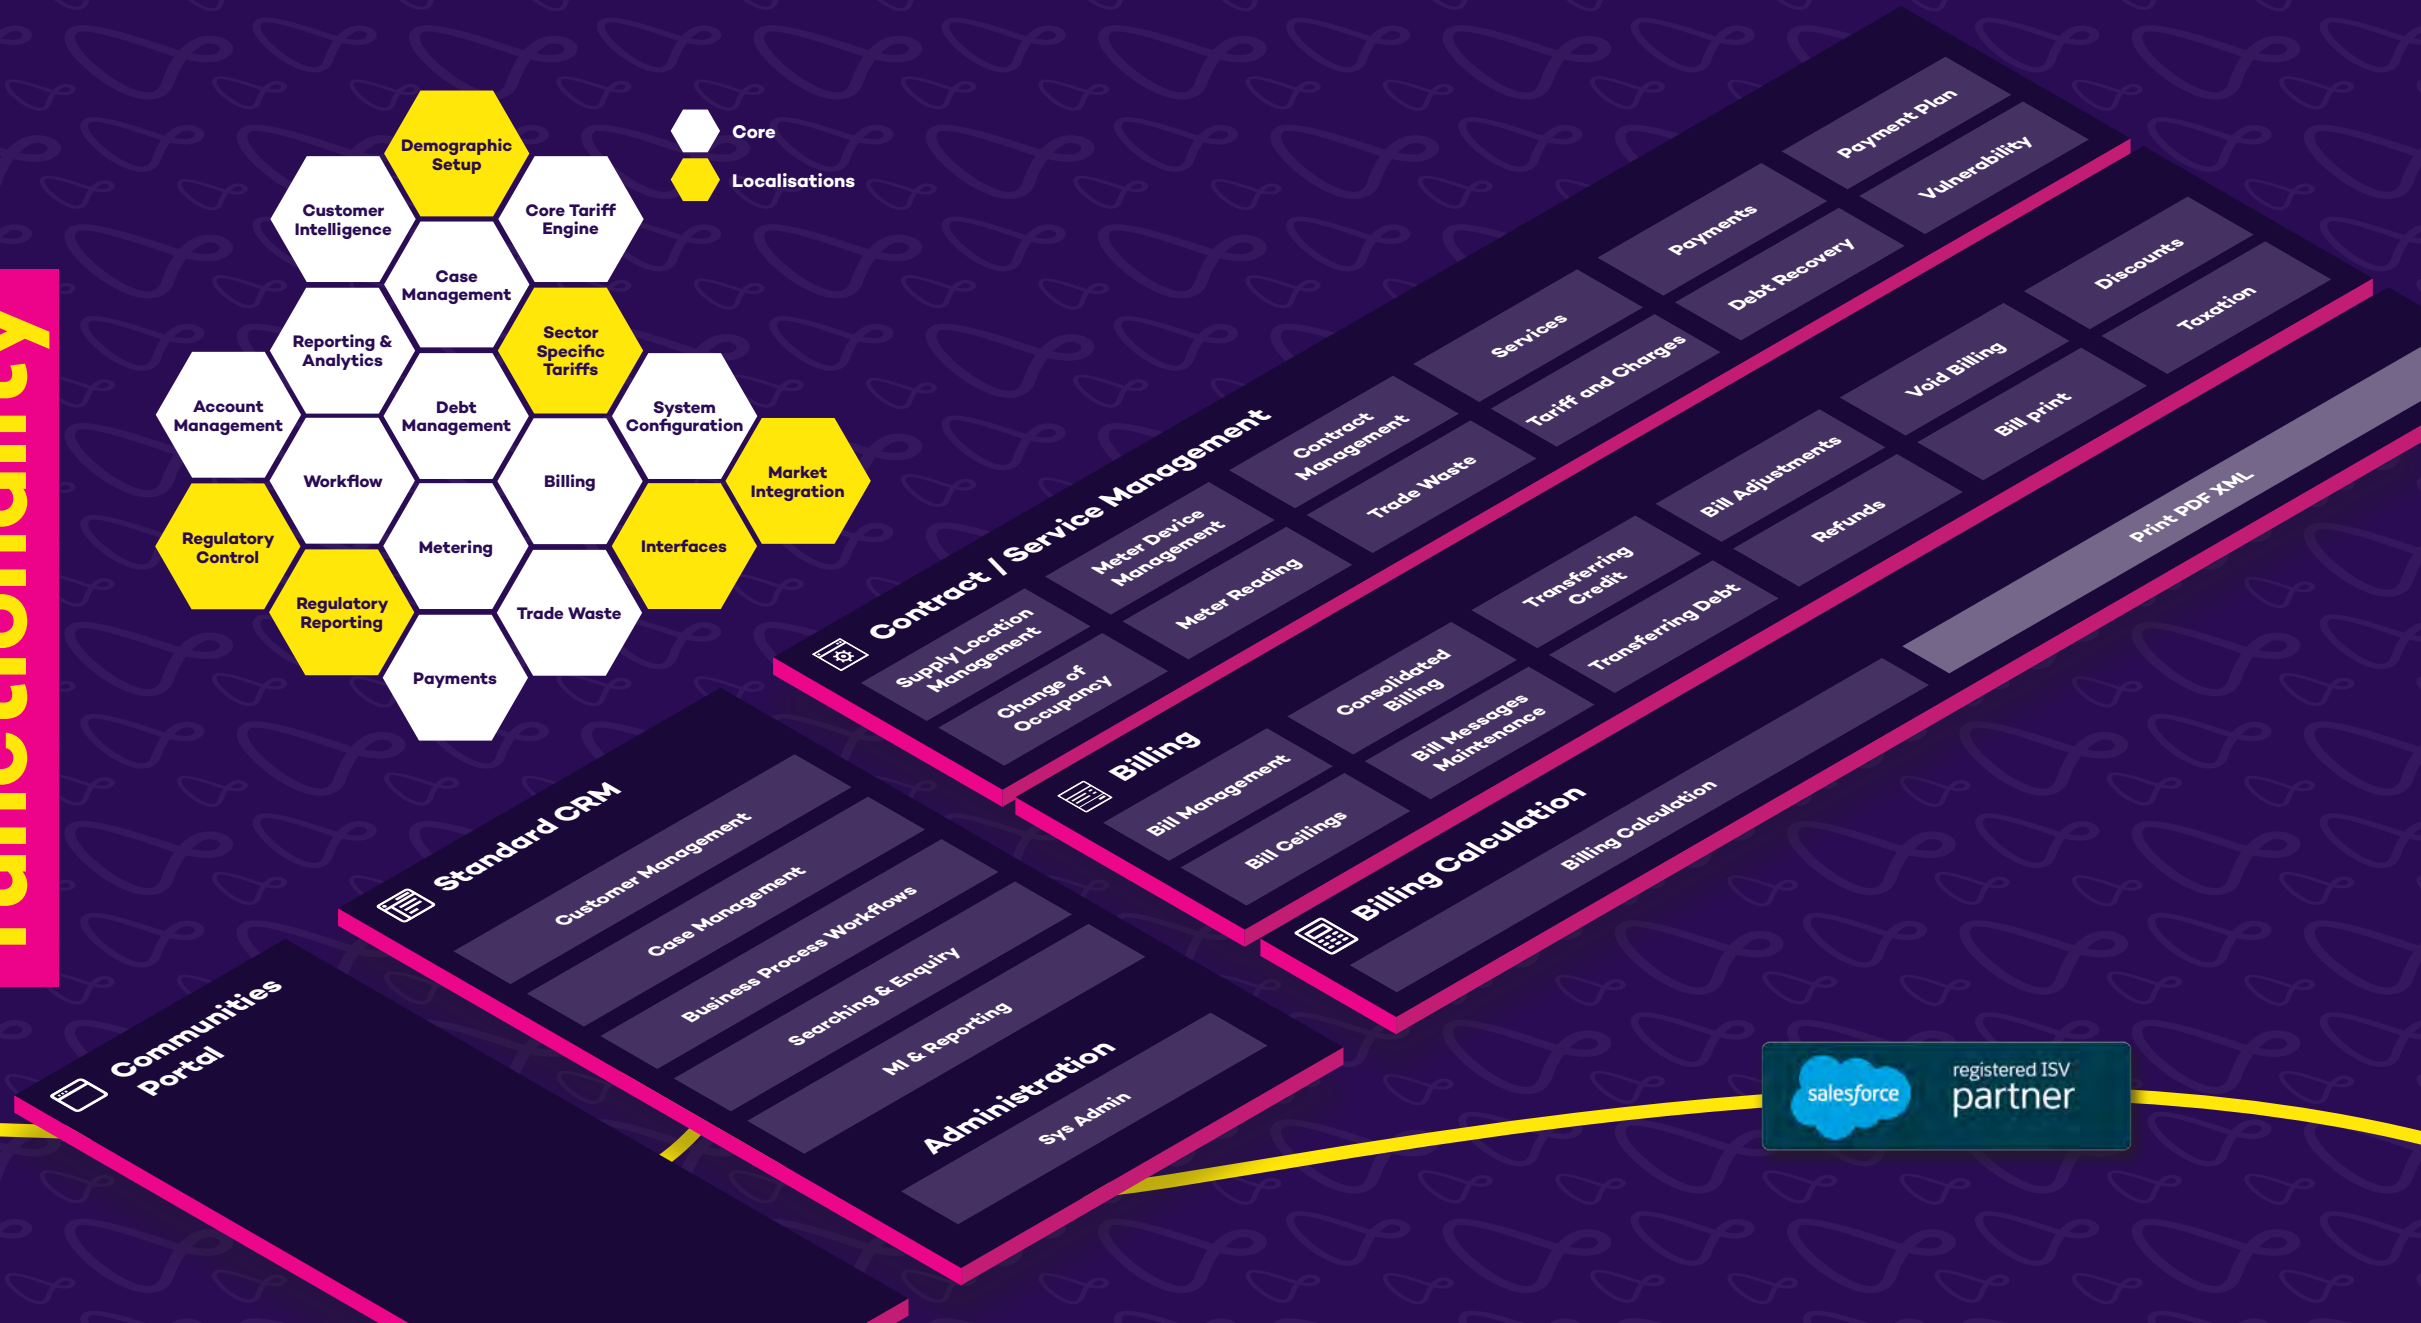 functionality
Demographic
Setup
Customer
Intelligence
Core Tariff
Engine
Case
Management
Reporting &
Analytics
Sector
Specific
Tariffs
Account
Management
Debt
Management
System
Configuration
Workflow
Billing
Market
Integration
Regulatory
Control
Metering
Interfaces
Regulatory
Reporting
Trade Waste
Payments
Core
Localisations
Contract / Service Management
Supply Location
Management
Meter Device
Management
Contract
Management
Services
Payments
Payment Plan
Change of
Occupancy
Meter Reading
Trade Waste
Tariff and Charges
Debt Recovery
Vulnerability
Billing
Bill Management
Consolidated
Billing
Transferring
Credit
Bill Adjustments
Void Billing
Discounts
Bill Ceilings
Bill Messages
Maintenance
Transferring Debt
Refunds
Bill print
Taxation
Billing Calculation
Billing Calculation
Print PDF XML
Standard CRM
Customer Management
Case Management
Business Process Workflows
Searching & Enquiry
MI & Reporting
Administration
Sys Admin
Communities
Portal
salesforce
registered ISV
partner